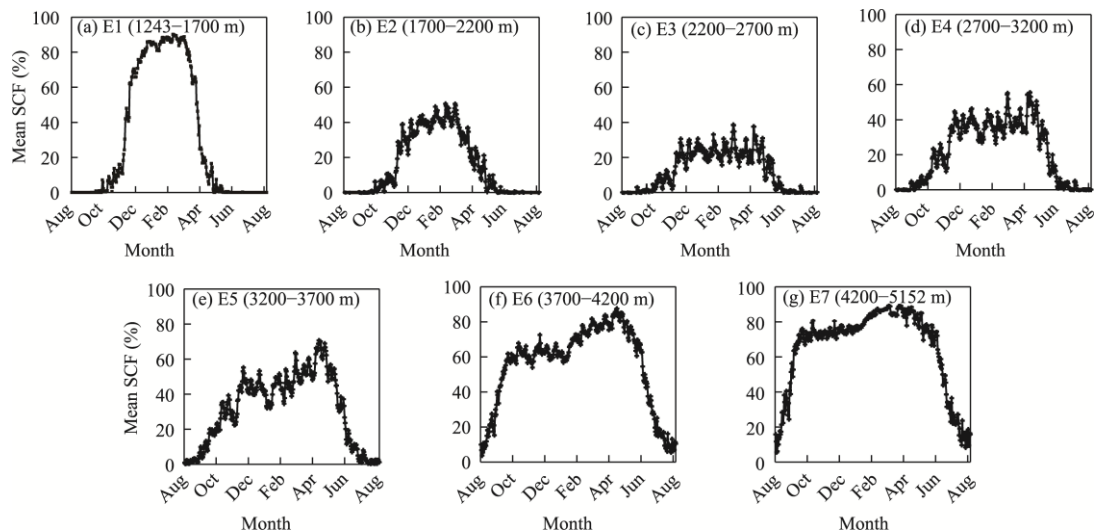 (a) E1 (1243−1700 m)
Mean SCF (%)
100
80
60
40
20
0
Aug
Oct
Dec
Feb
Apr
Jun
Aug
Month
(b) E2 (1700−2200 m)
100
80
60
40
20
0
Aug
Oct
Dec
Feb
Apr
Jun
Aug
Month
(c) E3 (2200−2700 m)
100
80
60
40
20
0
Aug
Oct
Dec
Feb
Apr
Jun
Aug
Month
(d) E4 (2700−3200 m)
100
80
60
40
20
0
Aug
Oct
Dec
Feb
Apr
Jun
Aug
Month
(e) E5 (3200−3700 m)
Mean SCF (%)
100
80
60
40
20
0
Aug
Oct
Dec
Feb
Apr
Jun
Aug
Month
(f) E6 (3700−4200 m)
100
80
60
40
20
0
Aug
Oct
Dec
Feb
Apr
Jun
Aug
Month
(g) E7 (4200−5152 m)
100
80
60
40
20
0
Aug
Oct
Dec
Feb
Apr
Jun
Aug
Month